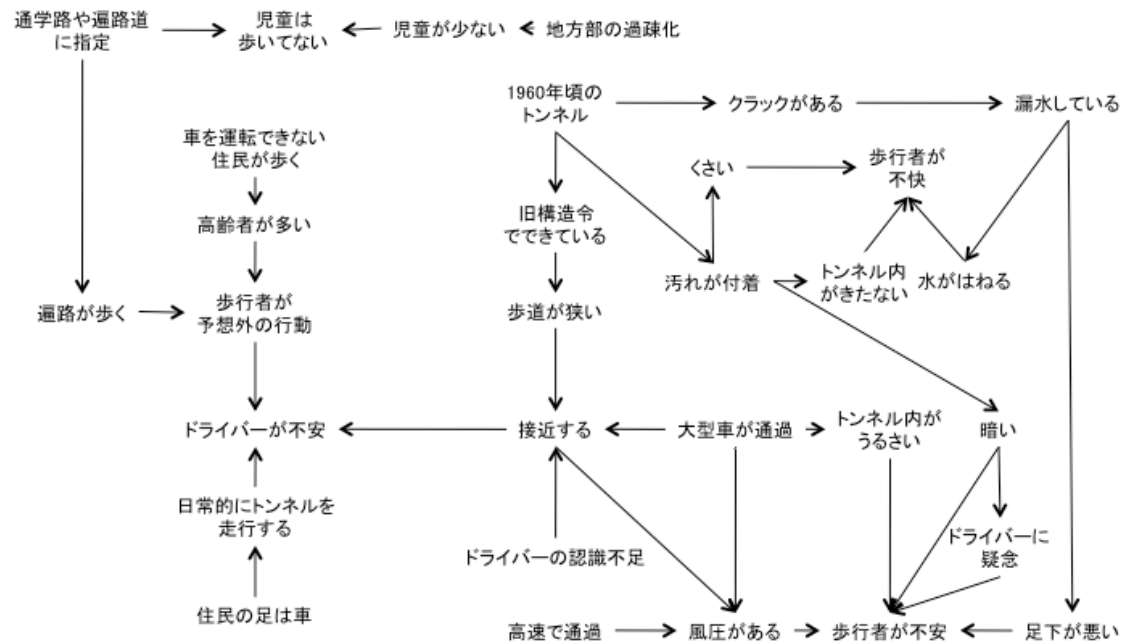 通学路や遍路道
に指定
児童は
歩いてない
児童が少ない
地方部の過疎化
1960年頃の
トンネル
クラックがある
漏水している
車を運転できない
住民が歩く
くさい
歩行者が
不快
高齢者が多い
旧構造令
でできている
汚れが付着
トンネル内
がきたない
水がはねる
遍路が歩く
歩行者が
予想外の行動
歩道が狭い
ドライバーが不安
接近する
大型車が通過
トンネル内が
うるさい
暗い
日常的にトンネルを
走行する
ドライバーの認識不足
ドライバーに
疑念
住民の足は車
高速で通過
風圧がある
歩行者が不安
足下が悪い